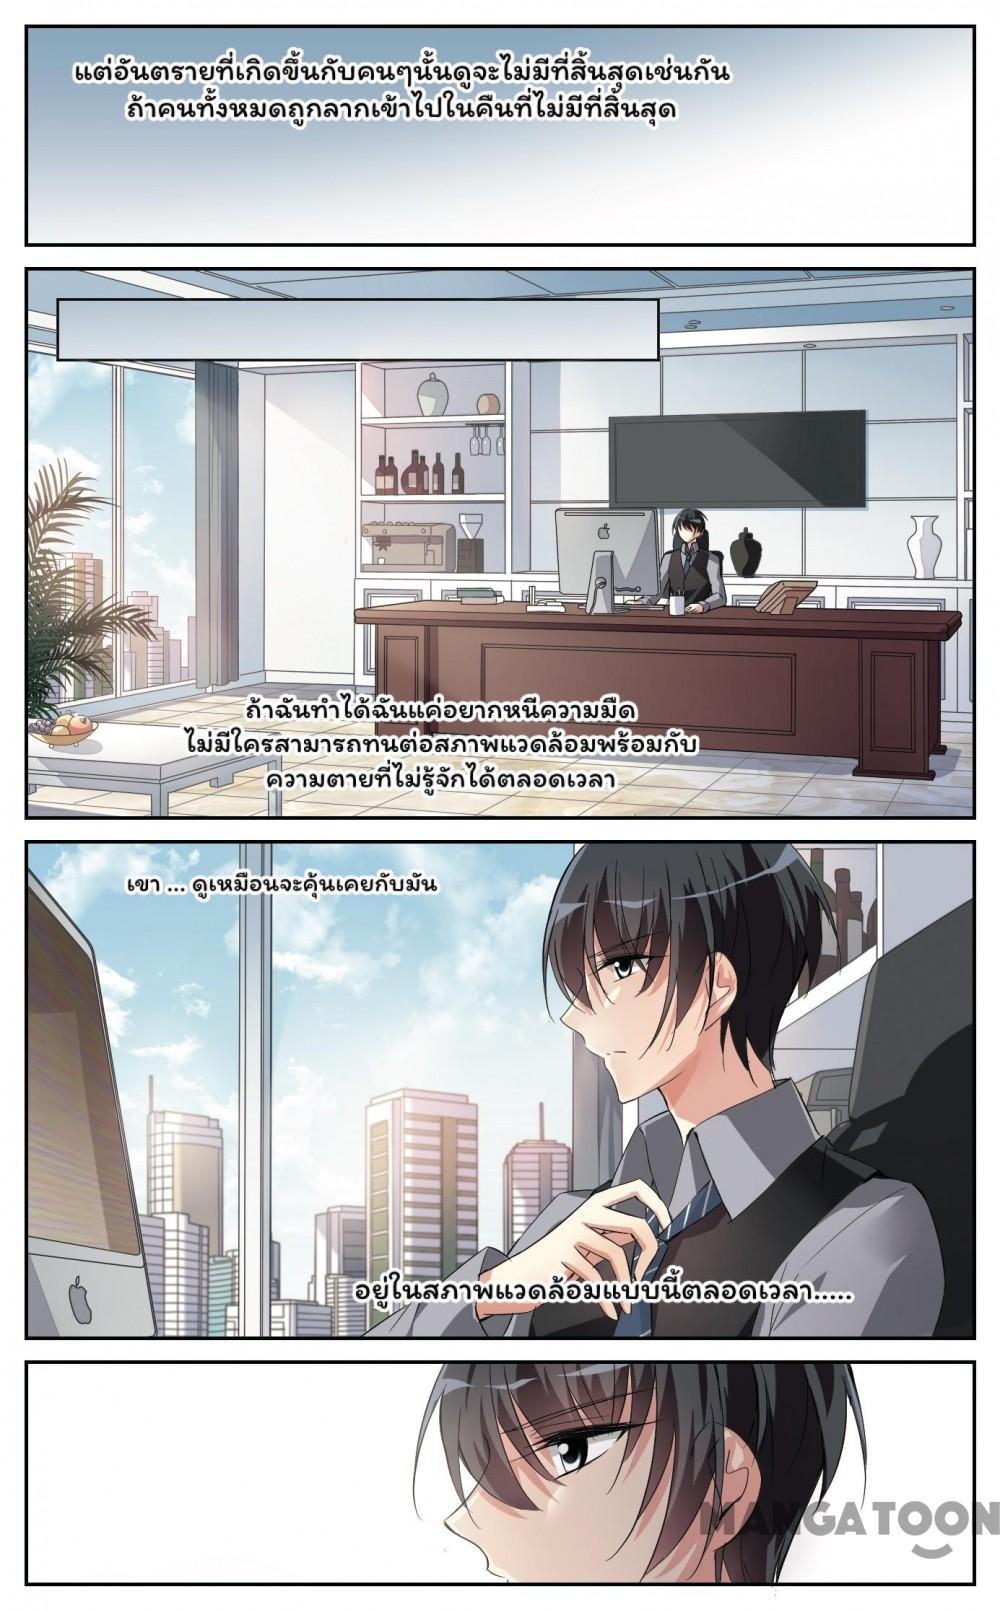 แต่อันตรายที่เกิดขึ้นกับคนๆนั้นดูจะไม่มีที่สิ้นสุดเช่นกัน
ถ้าคนทั้งหมดถูกลากเข้าไปในคืนที่ไม่มีที่สิ้นสุด
ถ้าฉันทำได้ฉันแค่อยากหนีความมืด
ไม่มีใครสามารถทนต่อสภาพแวดล้อมพร้อมกับ
ความตายที่ไม่รู้จักได้ตลอดเวลา
เขา ... ดูเหมือนจะคุ้นเคยกับมัน
อยู่ในสภาพแวดล้อมแบบนี้ตลอดเวลา.....
MANGATOON